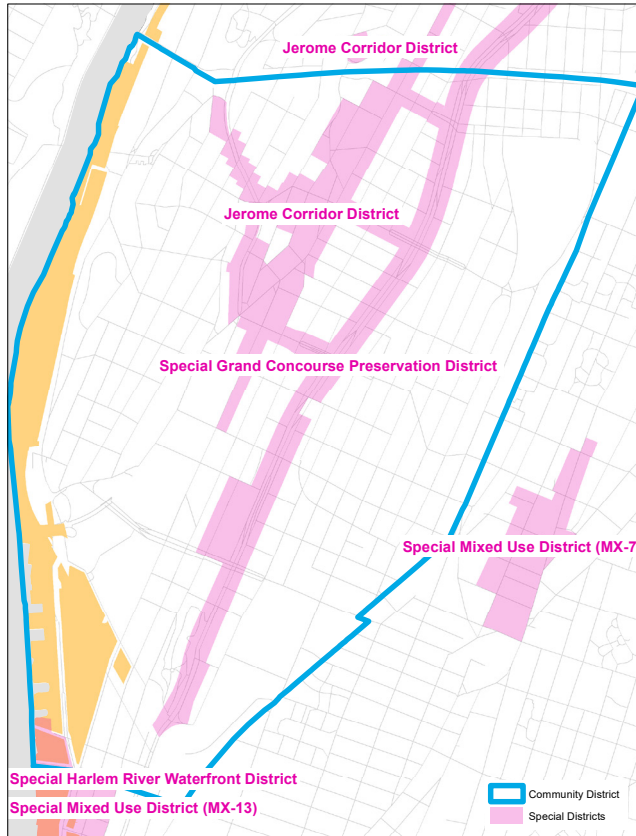 Jerome Corridor District
Jerome Corridor District
Special Grand Concourse Preservation District
Special Mixed Use District (MX-7
Special Harlem River Waterfront District
Special Mixed Use District (MX-13)
Community District
Special Districts